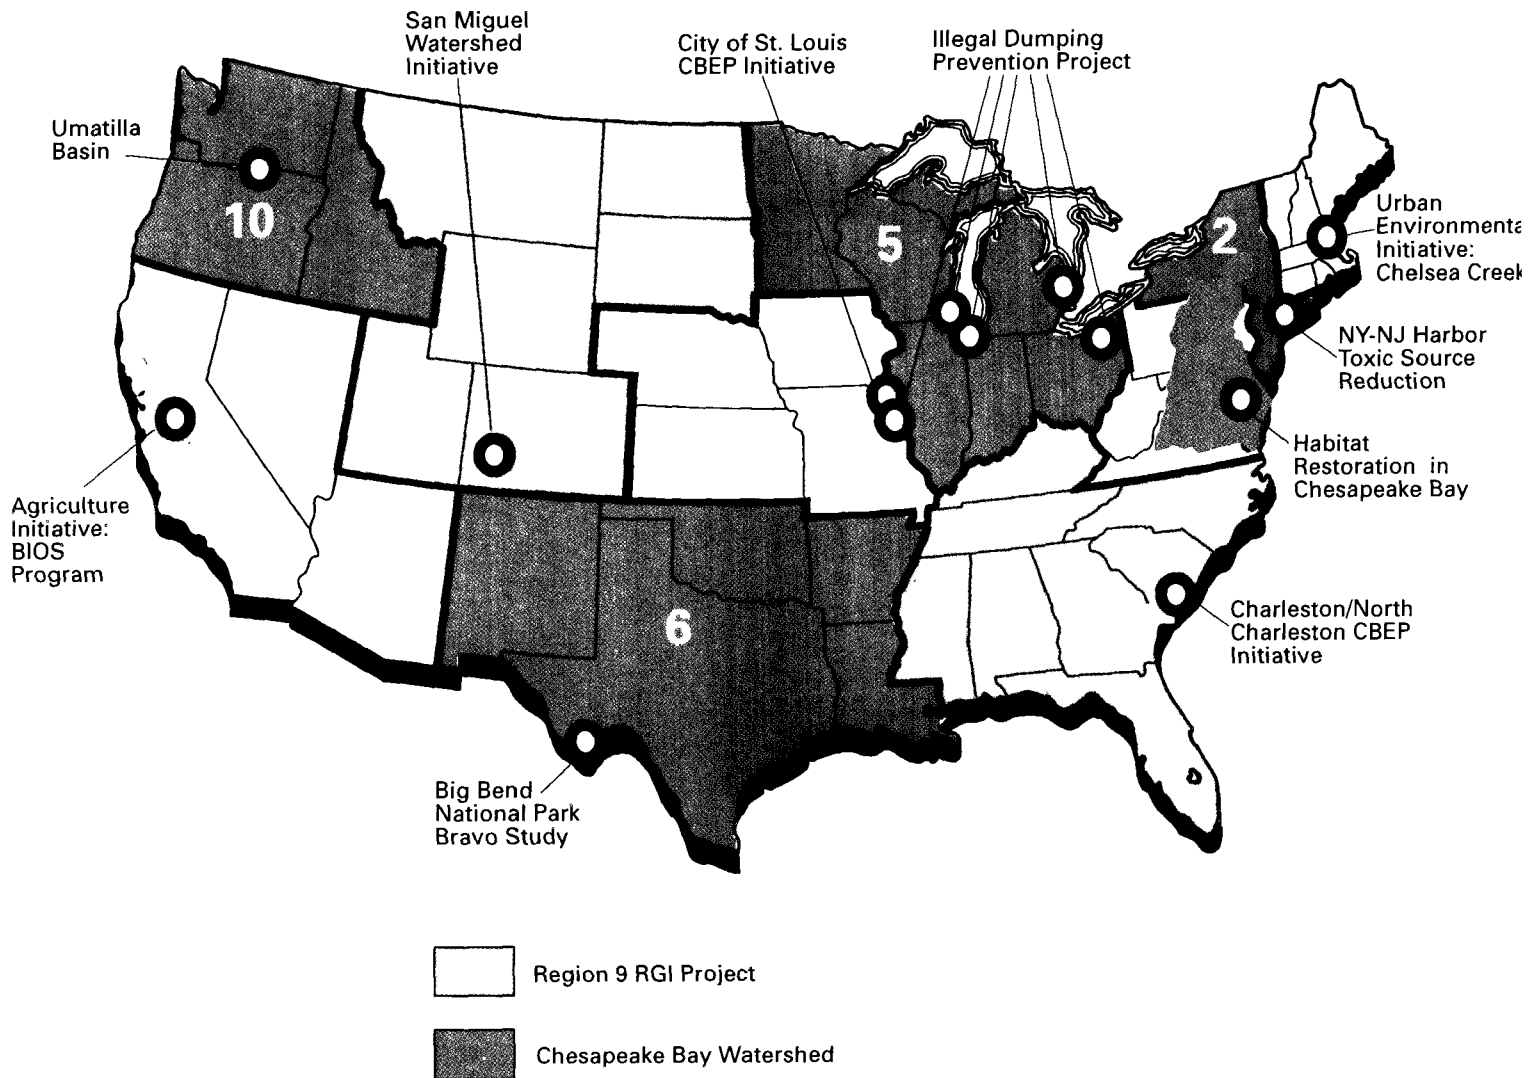 San Miguel
Watershed
Initiative
City of St. Louis
CBEP Initiative
Illegal Dumping
Prevention Project
Umatilla
Basin
10
5
2
Urban
Environmenta
Initiative:
Chelsea Creek
NY-NJ Harbor
Toxic Source
Reduction
Habitat
Restoration in
Chesapeake Bay
Agriculture
Initiative:
BIOS
Program
6
Charleston/North
Charleston CBEP
Initiative
Big Bend
National Park
Bravo Study
Region 9 RGI Project
Chesapeake Bay Watershed